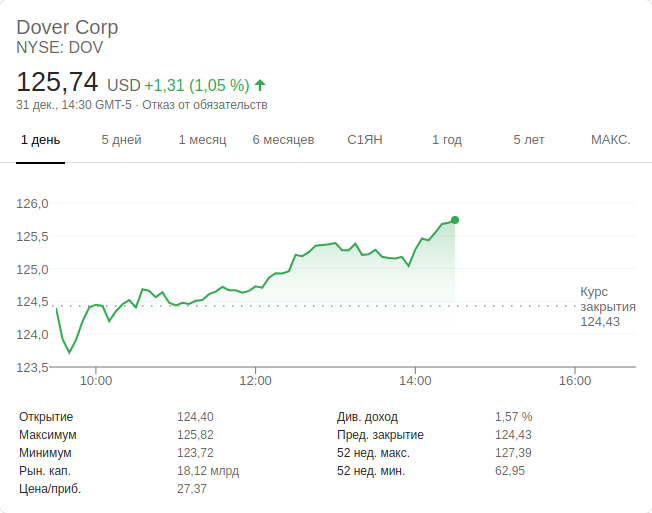 Dover Corp
NYSE: DOV
125,74 USD +1,31 (1,05 %)
31 дек., 14:30 GMT-5 · Отказ от обязательств
1 день 5 дней 1 месяц 6 месяцев С1ЯН 1 год 5 лет МАКС.
126,0
125,5
125,0
124,5
124,0
123,5
Курс
закрытия
124,43
10:00 12:00 14:00 16:00
Открытие 124,40 Див. доход 1,57 %
Максимум 125,82 Пред. закрытие 124,43
Минимум 123,72 52 нед. макс. 127,39
Рын. кап. 18,12 млрд 52 нед. мин. 62,95
Цена/приб. 27,37